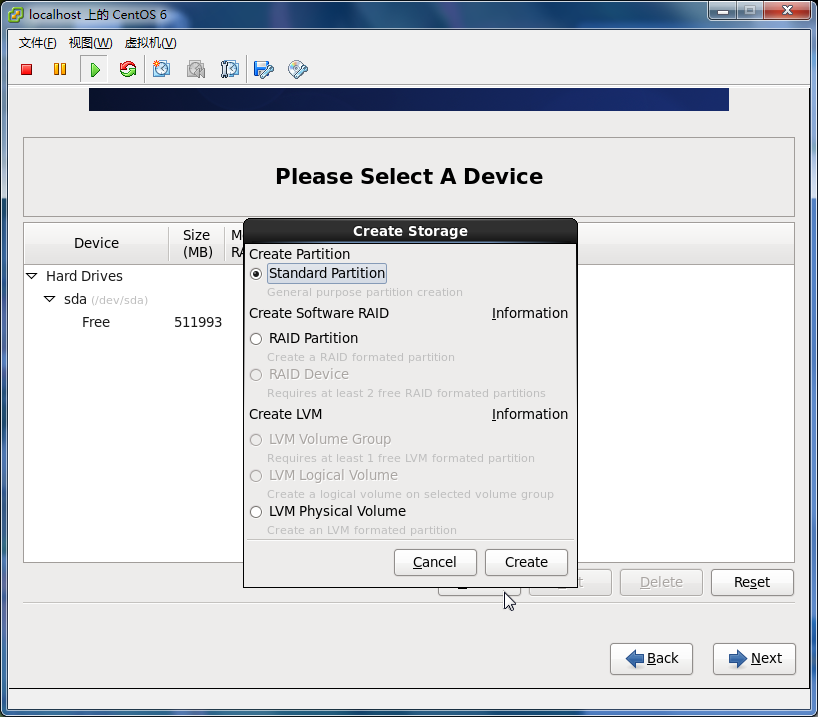 localhost 上的 CentOS 6
文件(F) 视图(W) 虚拟机(V)
Please Select A Device
Device
Size
(MB)
Create Storage
Create Partition
Standard Partition
General purpose partition creation
Create Software RAID Information
RAID Partition
Create a RAID formated partition
RAID Device
Requires at least 2 free RAID formated partitions
Create LVM Information
LVM Volume Group
Requires at least 1 free LVM formated partition
LVM Logical Volume
Create a logical volume on selected volume group
LVM Physical Volume
Create an LVM formated partition
Cancel Create
Hard Drives
sda (/dev/sda)
Free 511993
Delete Reset
Back Next